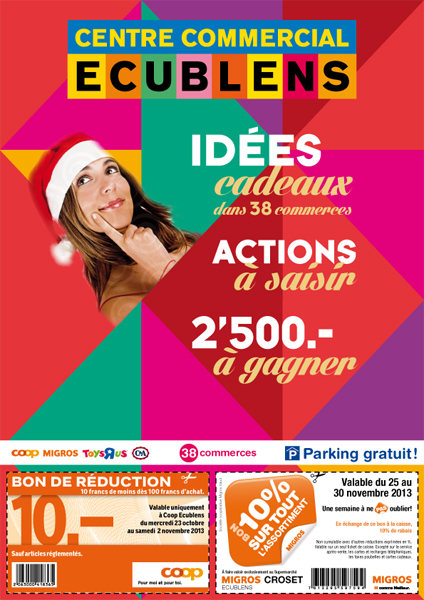 CENTRE COMMERCIAL
ECUBLENS
IDÉES
cadeaux
dans 38 commerces
ACTIONS
à saisir
2'500.-
à gagner
coop MIGROS TOYSRUS C&A 38 commerces P Parking gratuit!
BON DE RÉDUCTION
10 francs de moins dès 100 francs d'achat.
10.-
Valable uniquement
à Coop Ecublens
du mercredi 23 octobre
au samedi 2 novembre 2013
Sauf articles réglementés.
coop
Pour moi et pour toi.
BON
10%
SUR TOUT
L'ASSORTIMENT
MIGROS
Valable du 25 au
30 novembre 2013
Une semaine à ne pas oublier!
En échange de ce bon à la caisse,
10% de rabais
À faire valoir exclusivement au Supermarché
MIGROS CROSET
ECUBLENS
MIGROS